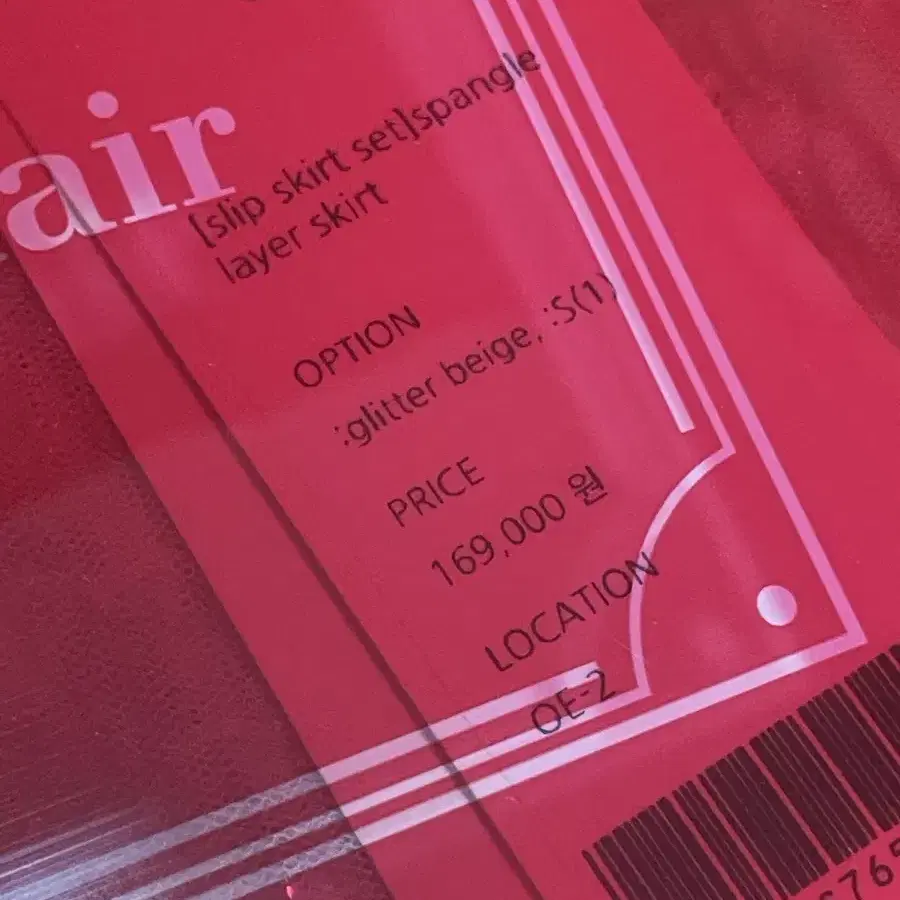 air
[slip skirt set]spangle
layer skirt
OPTION
:glitter beige, :S(1)
PRICE
169,000 원
LOCATION
OE-2